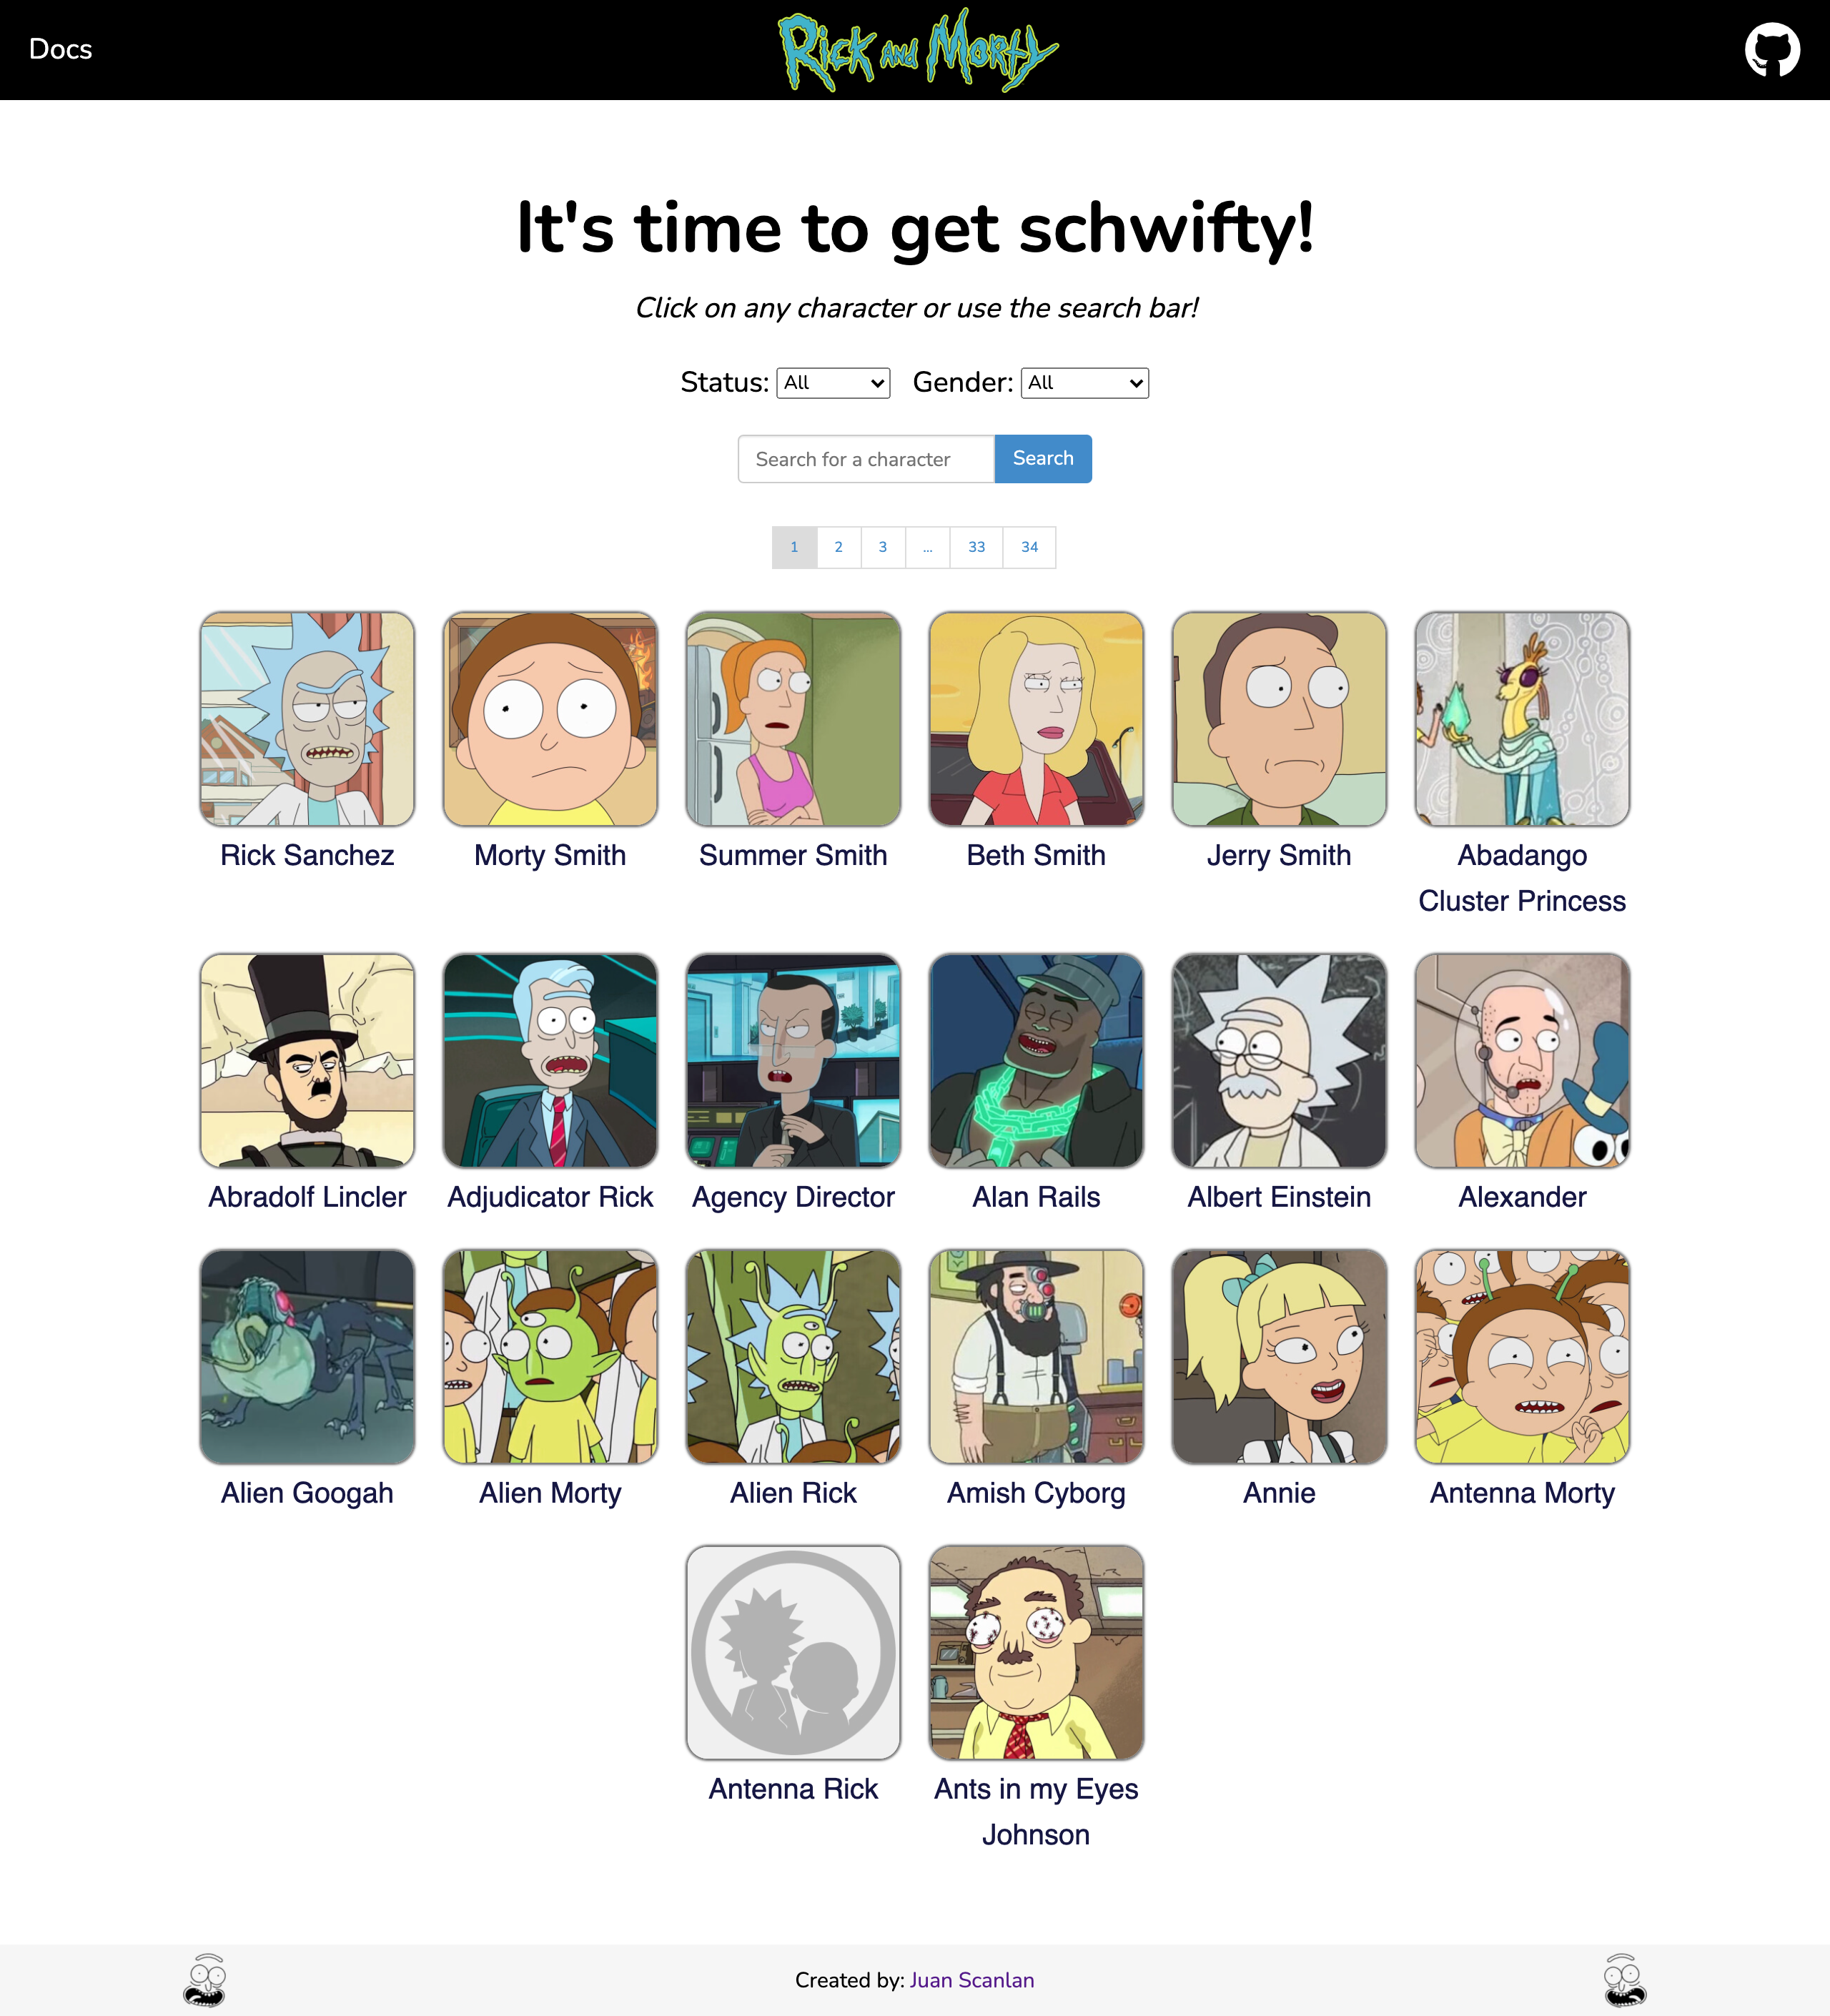 Docs
Rick and Morty
It's time to get schwifty!
Click on any character or use the search bar!
Status: All Gender: All
Search for a character Search
1 2 3 ... 33 34
Rick Sanchez
Morty Smith
Summer Smith
Beth Smith
Jerry Smith
Abadango
Cluster Princess
Abradolf Lincler
Adjudicator Rick
Agency Director
Alan Rails
Albert Einstein
Alexander
Alien Googah
Alien Morty
Alien Rick
Amish Cyborg
Annie
Antenna Morty
Antenna Rick
Ants in my Eyes
Johnson
Created by: Juan Scanlan